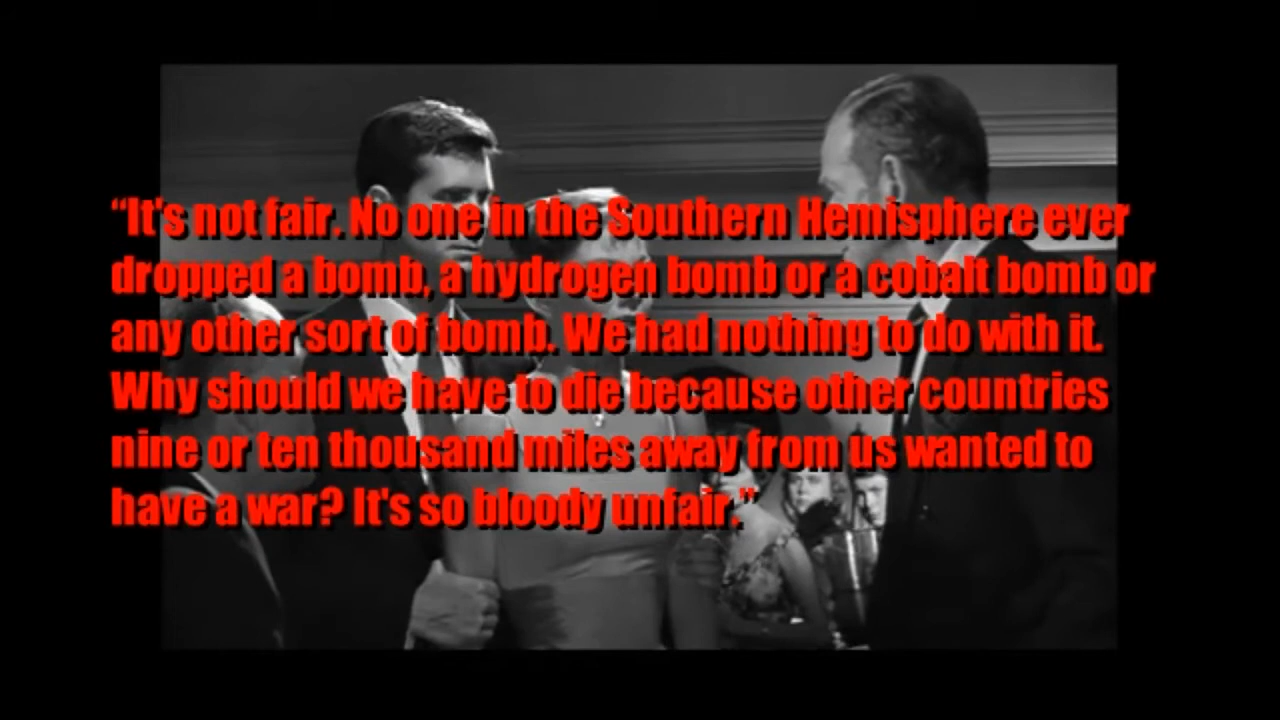 “It's not fair. No one in the Southern Hemisphere ever
dropped a bomb, a hydrogen bomb or a cobalt bomb or
any other sort of bomb. We had nothing to do with it.
Why should we have to die because other countries
nine or ten thousand miles away from us wanted to
have a war? It's so bloody unfair.”